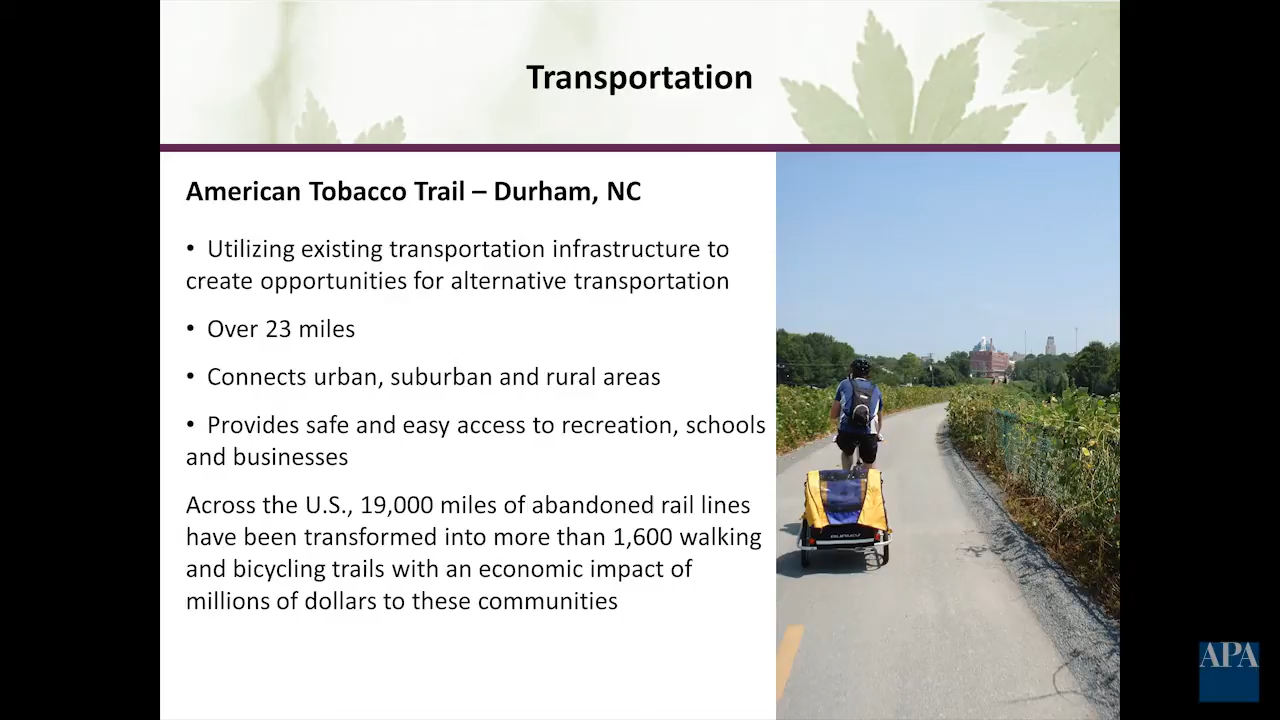 Transportation
American Tobacco Trail – Durham, NC
• Utilizing existing transportation infrastructure to
create opportunities for alternative transportation
• Over 23 miles
• Connects urban, suburban and rural areas
• Provides safe and easy access to recreation, schools
and businesses
Across the U.S., 19,000 miles of abandoned rail lines
have been transformed into more than 1,600 walking
and bicycling trails with an economic impact of
millions of dollars to these communities
APA